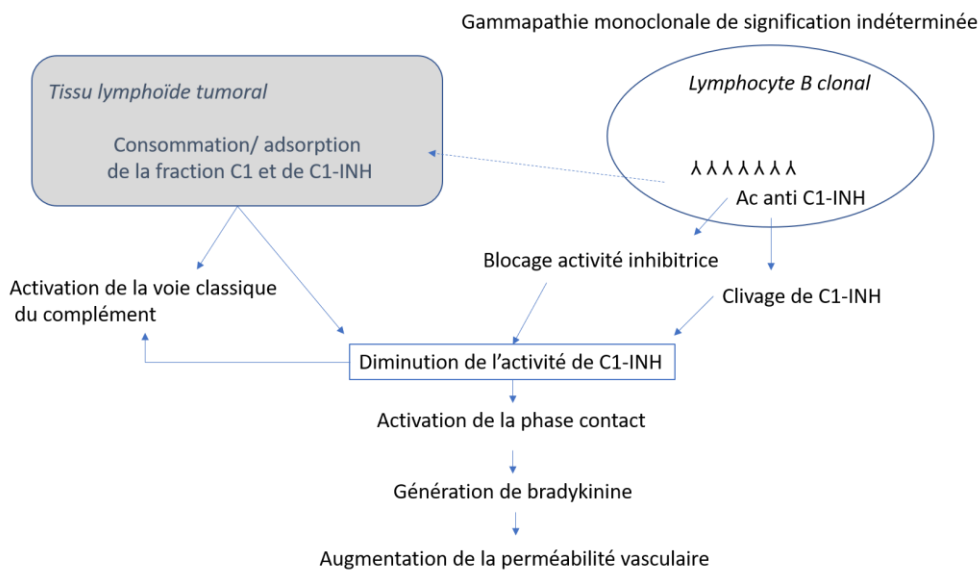 Gammapathie monoclonale de signification indéterminée
Tissu lymphoïde tumoral
Consommation/ adsorption
de la fraction C1 et de C1-INH
Lymphocyte B clonal
Ac anti C1-INH
Blocage activité inhibitrice
Activation de la voie classique
du complément
Clivage de C1-INH
Diminution de l'activité de C1-INH
Activation de la phase contact
Génération de bradykinine
Augmentation de la perméabilité vasculaire